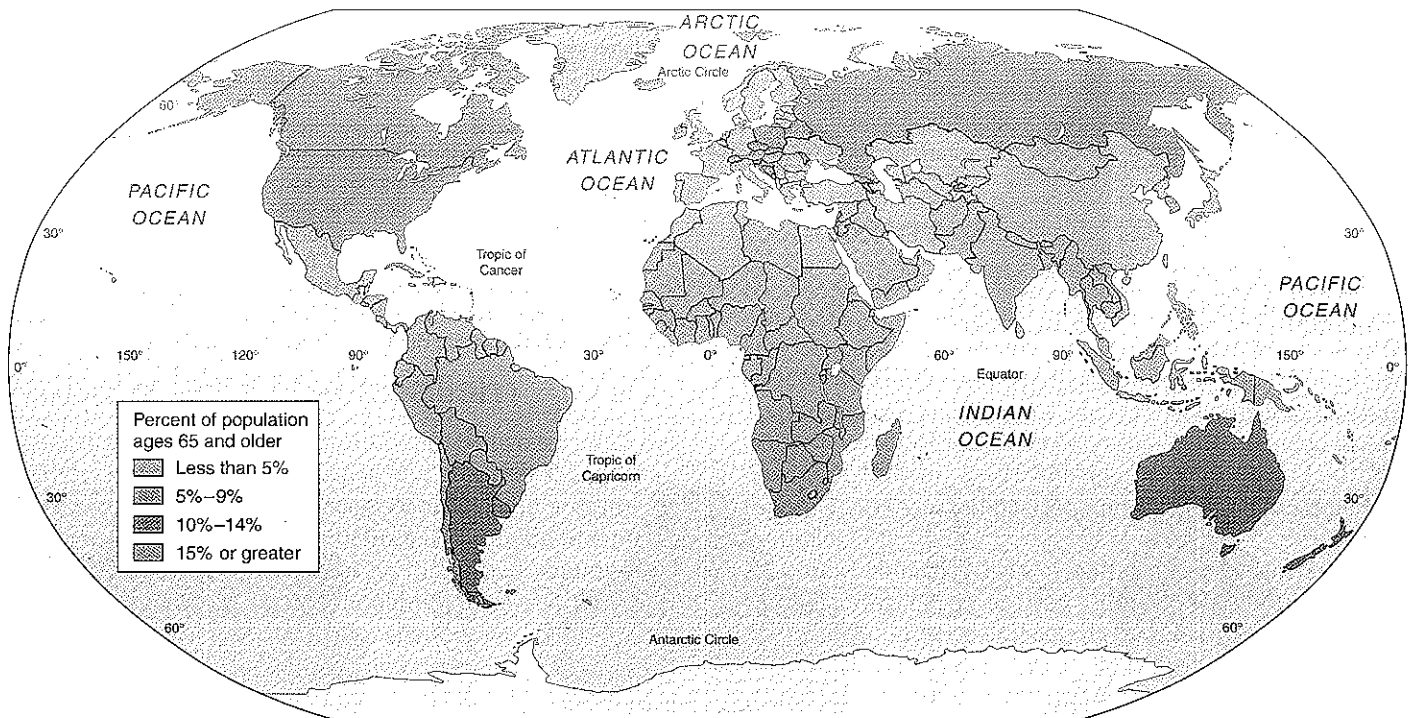 ARCTIC
OCEAN
Arctic Circle
60°
ATLANTIC
OCEAN
PACIFIC
OCEAN
30°
30°
Tropic of
Cancer
PACIFIC
OCEAN
150°
120°
90°
30°
0°
60°
90°
150°
0°
0°
Equator
INDIAN
OCEAN
Percent of population
ages 65 and older
Less than 5%
5%–9%
10%–14%
15% or greater
Tropic of
Capricorn
30°
30°
60°
60°
Antarctic Circle